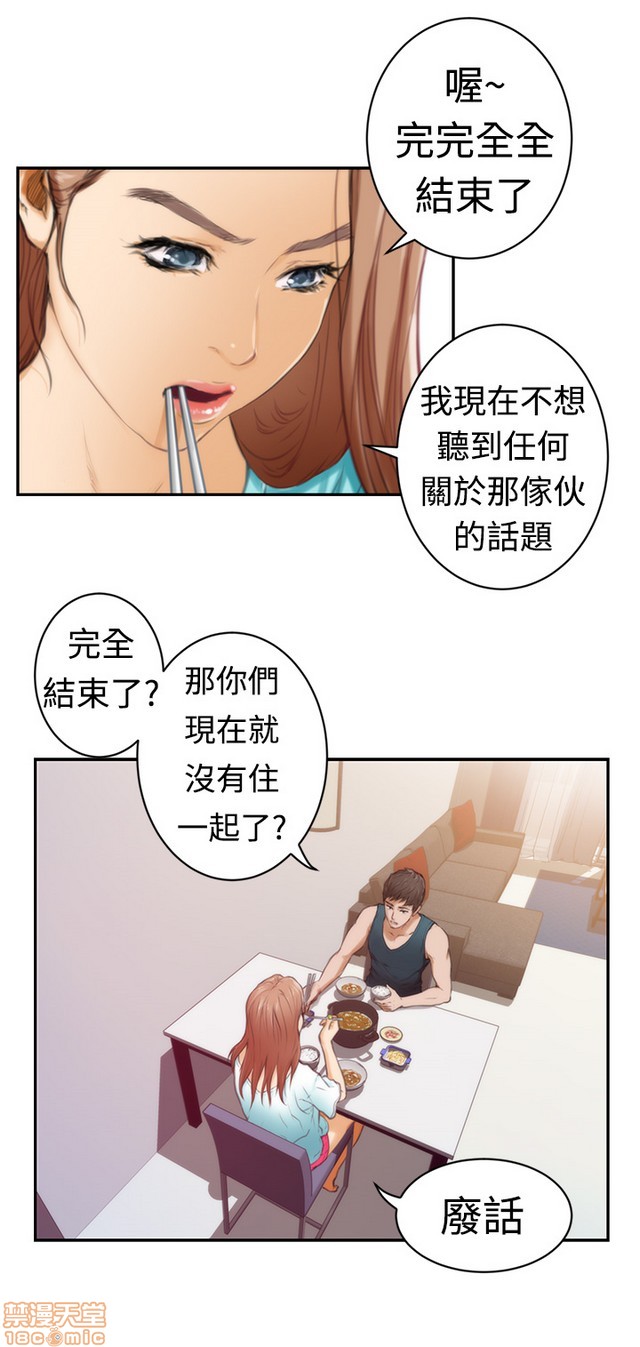 喔~
完完全全
結束了
我現在不想
聽到任何
關於那傢伙
的話題
完全
結束了?
那你們
現在就
沒有住
一起了?
廢話
禁漫天堂
18comic